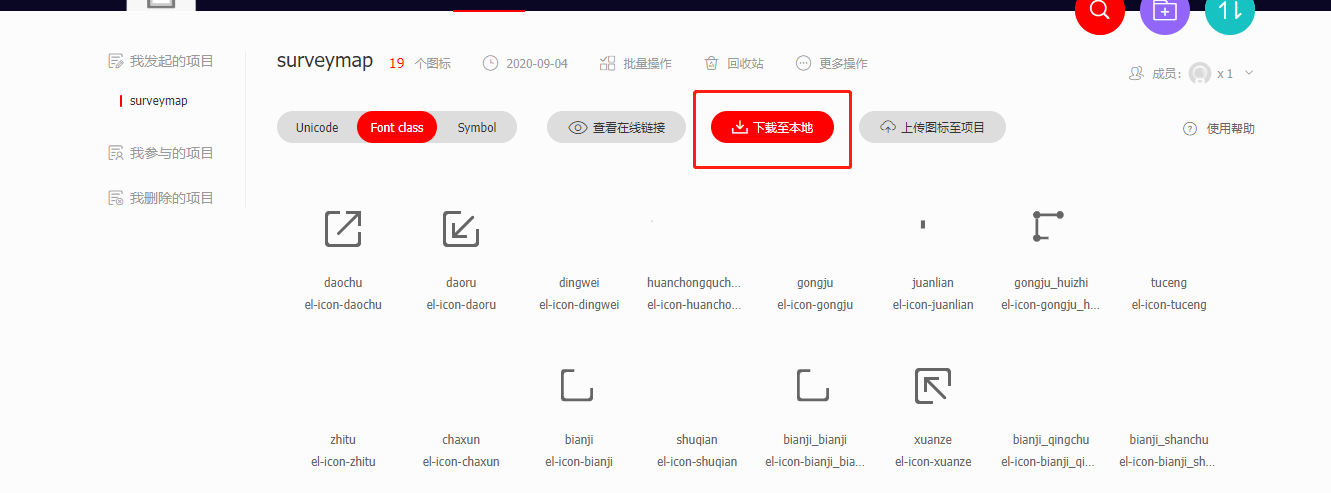 我发起的项目
surveymap
我参与的项目
我删除的项目
surveymap 19 个图标 2020-09-04 批量操作 回收站 更多操作
成员: x 1
Unicode Font class Symbol 查看在线链接 下载至本地 上传图标至项目 使用帮助
daochu daoru dingwei huanchongquch... gongju juanlian gongju_huizhi tuceng
el-icon-daochu el-icon-daoru el-icon-dingwei el-icon-huancho... el-icon-gongju el-icon-juanlian el-icon-gongju_h... el-icon-tuceng
zhitu chaxun bianji shuqian bianji_bianji xuanze bianji_qingchu bianji_shanchu
el-icon-zhitu el-icon-chaxun el-icon-bianji el-icon-shuqian el-icon-bianji_bia... el-icon-xuanze el-icon-bianji_qi... el-icon-bianji_sh...